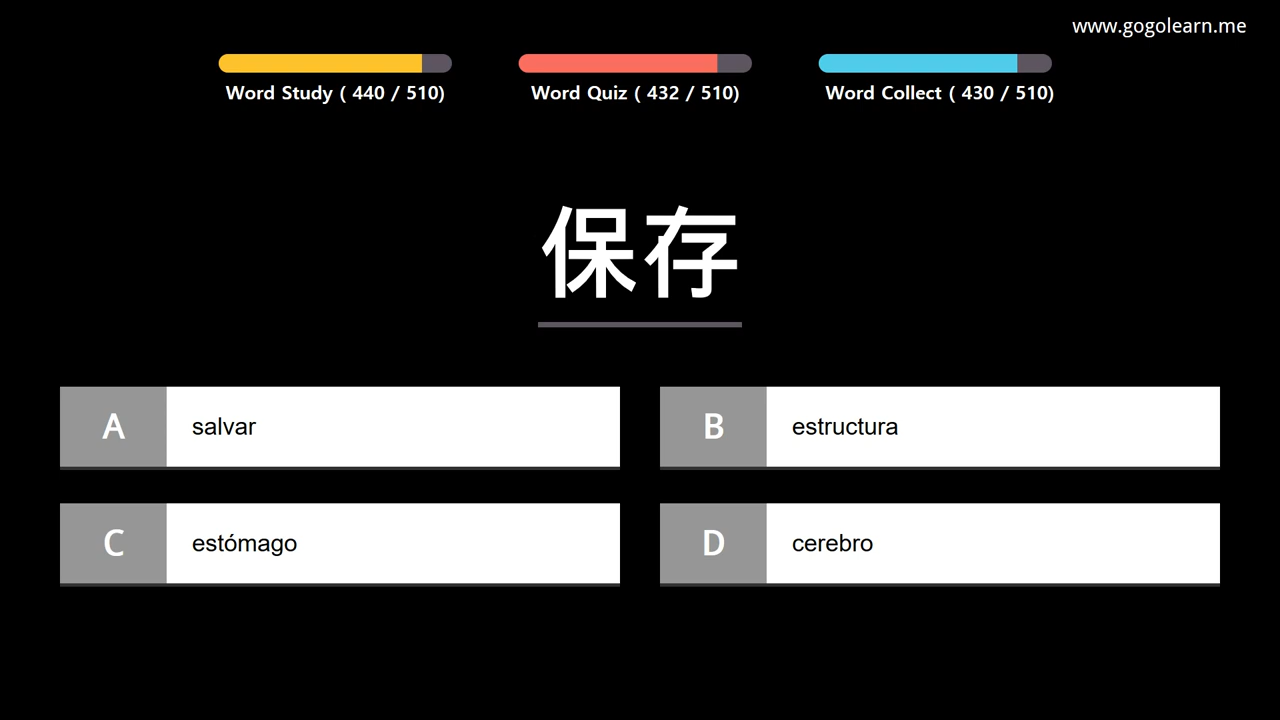 www.gogolearn.me
Word Study ( 440 / 510)
Word Quiz ( 432 / 510)
Word Collect ( 430 / 510)
保存
A salvar
B estructura
C estómago
D cerebro